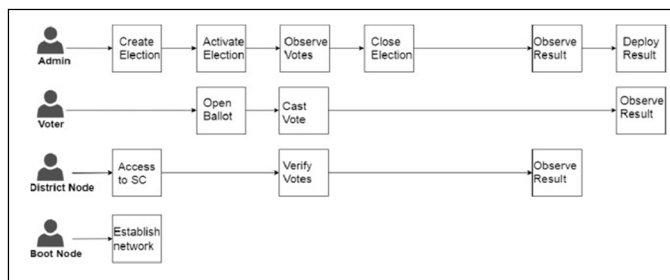 Create
Election
Activate
Election
Observe
Votes
Close
Election
Observe
Result
Deploy
Result
Admin
Open
Ballot
Cast
Vote
Observe
Result
Voter
Access
to SC
Verify
Votes
Observe
Result
District Node
Establish
network
Boot Node